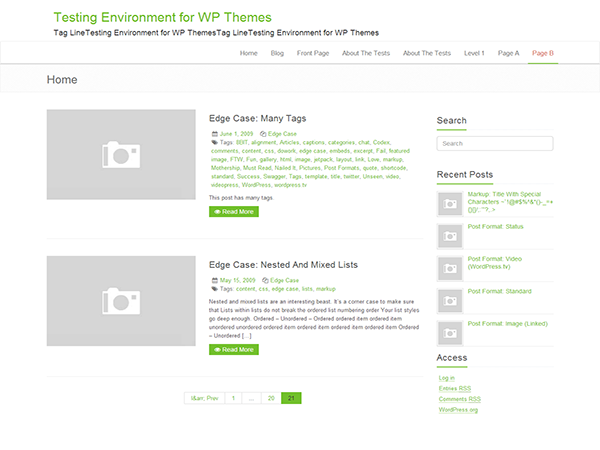 Testing Environment for WP Themes
Tag LineTesting Environment for WP ThemesTag LineTesting Environment for WP Themes
Home Blog Front Page About The Tests About The Tests Level 1 Page A Page B
Home
Edge Case: Many Tags
June 1, 2009 Edge Case
Tags: 8BIT, alignment, Articles, captions, categories, chat, Codex,
comments, content, css, dowork, edge case, embeds, excerpt, Fail, featured
image, FTW, Fun, gallery, html, image, jetpack, layout, link, Love, markup,
Mothership, Must Read, Nailed It, Pictures, Post Formats, quote, shortcode,
standard, Success, Swagger, Tags, template, title, twitter, Unseen, video,
videopress, WordPress, wordpress.tv
This post has many tags.
Read More
Edge Case: Nested And Mixed Lists
May 15, 2009 Edge Case
Tags: content, css, edge case, lists, markup
Nested and mixed lists are an interesting beast. It's a corner case to make sure
that Lists within lists do not break the ordered list numbering order Your list styles
go deep enough. Ordered – Unordered – Ordered ordered item ordered item
unordered unordered ordered item ordered item ordered item ordered item Ordered
– Unordered [...]
Read More
l&arr; Prev 1 ... 20 21
Search
Search
Recent Posts
Markup: Title With Special
Post Format: Status
Post Format: Video
(WordPress.tv)
Post Format: Standard
Post Format: Image (Linked)
Access
Log in
Entries RSS
Comments RSS
WordPress.org